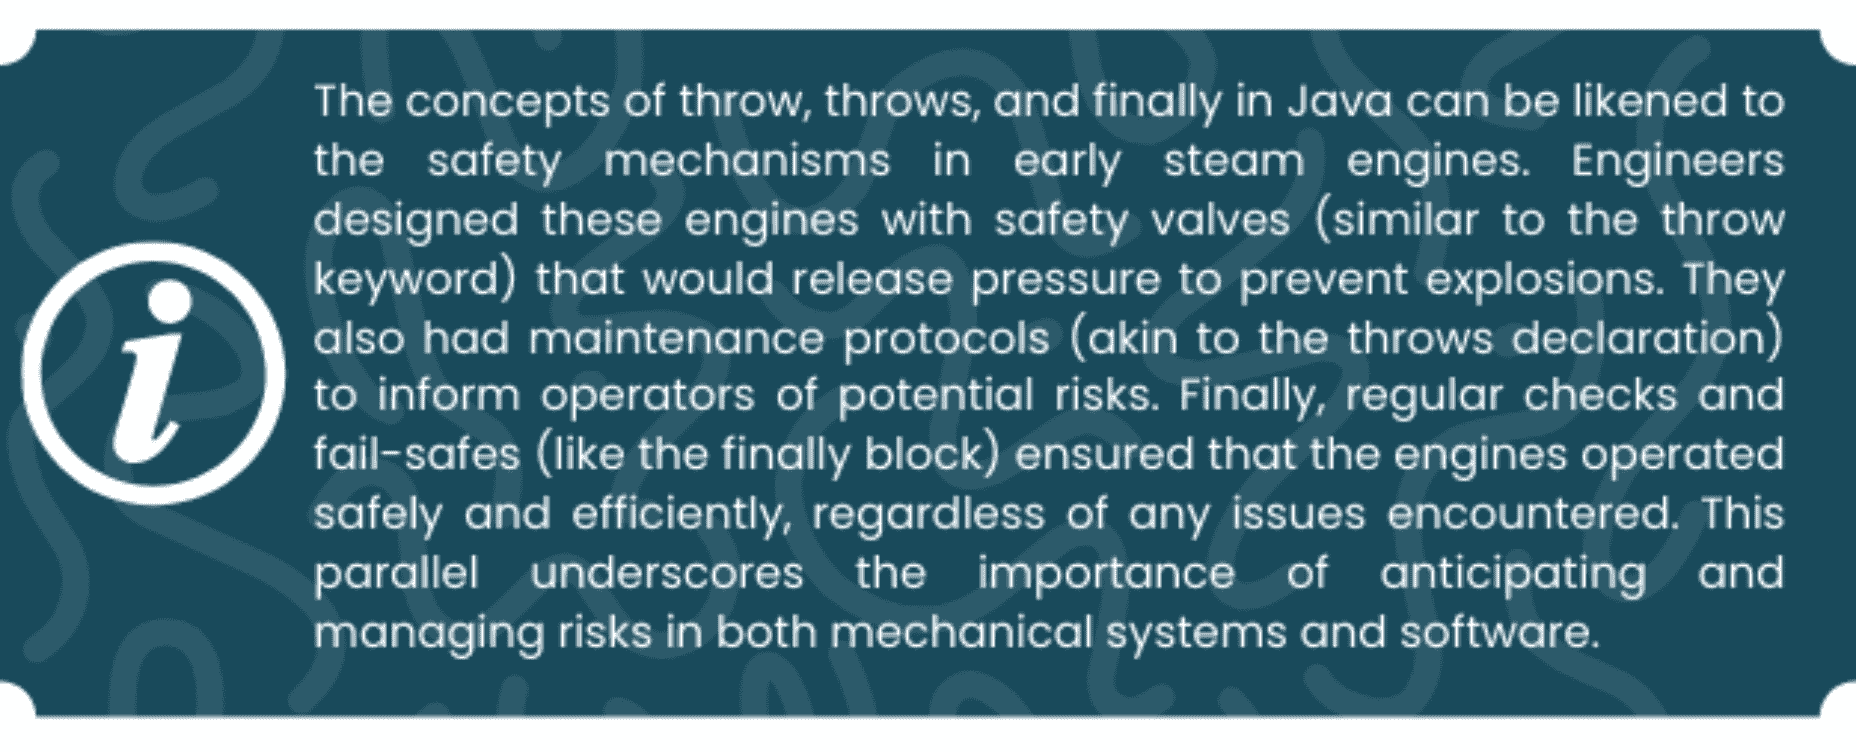 The concepts of throw, throws, and finally in Java can be likened to
the safety mechanisms in early steam engines. Engineers
designed these engines with safety valves (similar to the throw
keyword) that would release pressure to prevent explosions. They
also had maintenance protocols (akin to the throws declaration)
to inform operators of potential risks. Finally, regular checks and
fail-safes (like the finally block) ensured that the engines operated
safely and efficiently, regardless of any issues encountered. This
parallel underscores the importance of anticipating and
managing risks in both mechanical systems and software.